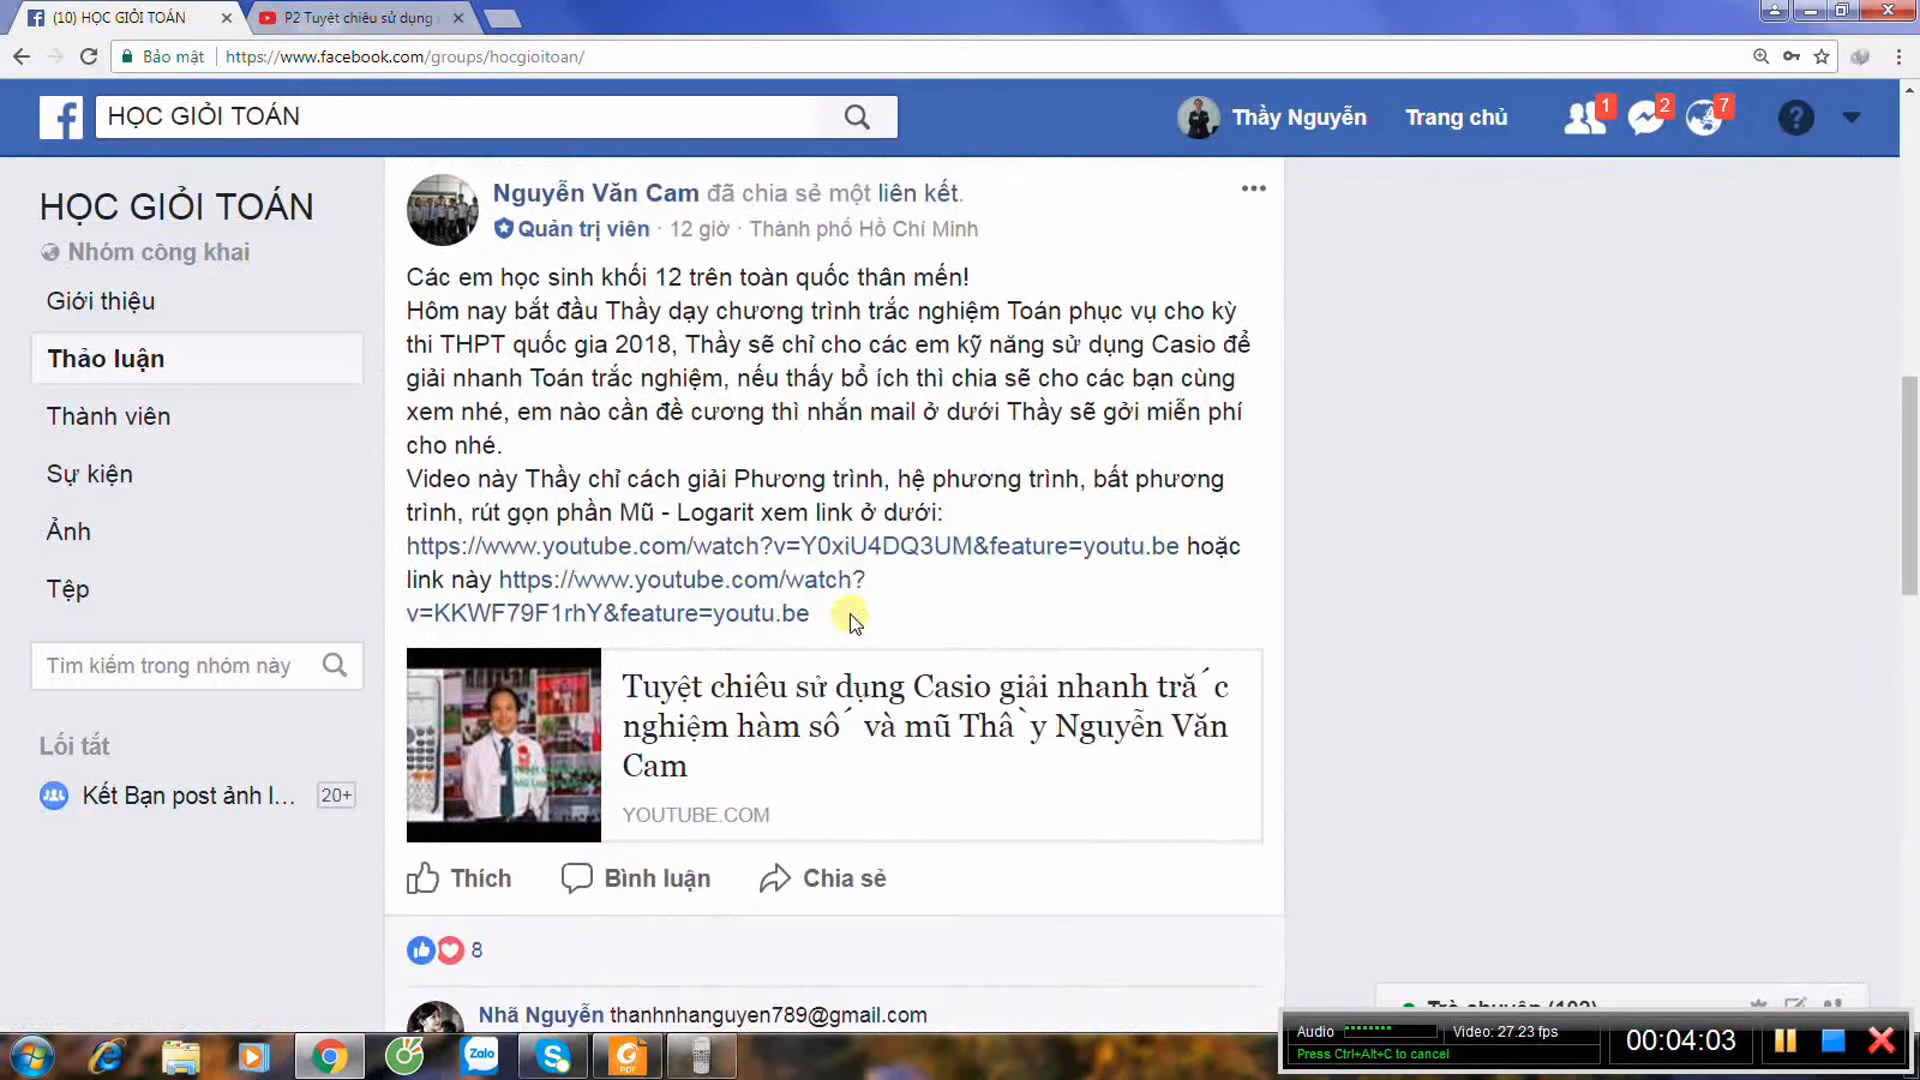 (10) HỌC GIỎI TOÁN
P2 Tuyệt chiêu sử dụng
Bảo mật
https://www.facebook.com/groups/hocgioitoan/
HỌC GIỎI TOÁN
Thầy Nguyễn
Trang chủ
1
2
7
HỌC GIỎI TOÁN
Nhóm công khai
Giới thiệu
Thảo luận
Thành viên
Sự kiện
Ảnh
Tệp
Tìm kiếm trong nhóm này
Lối tắt
Kết Bạn post ảnh l... 20+
Nguyễn Văn Cam đã chia sẻ một liên kết.
Quản trị viên · 12 giờ · Thành phố Hồ Chí Minh
Các em học sinh khối 12 trên toàn quốc thân mến!
Hôm nay bắt đầu Thầy dạy chương trình trắc nghiệm Toán phục vụ cho kỳ
thi THPT quốc gia 2018, Thầy sẽ chỉ cho các em kỹ năng sử dụng Casio để
giải nhanh Toán trắc nghiệm, nếu thấy bổ ích thì chia sẽ cho các bạn cùng
xem nhé, em nào cần đề cương thì nhắn mail ở dưới Thầy sẽ gởi miễn phí
cho nhé.
Video này Thầy chỉ cách giải Phương trình, hệ phương trình, bất phương
trình, rút gọn phần Mũ - Logarit xem link ở dưới:
https://www.youtube.com/watch?v=Y0xiU4DQ3UM&feature=youtu.be hoặc
link này https://www.youtube.com/watch?
v=KKWF79F1rhY&feature=youtu.be
Tuyệt chiêu sử dụng Casio giải nhanh trắc
nghiệm hàm số và mũ Thầy Nguyễn Văn
Cam
YOUTUBE.COM
Thích
Bình luận
Chia sẻ
8
Nhã Nguyễn thanhnhanguyen789@gmail.com
Trò chuyện (102)
Zalo
PDF
Audio
Video: 27.23 fps
Press Ctrl+Alt+C to cancel
00:04:03